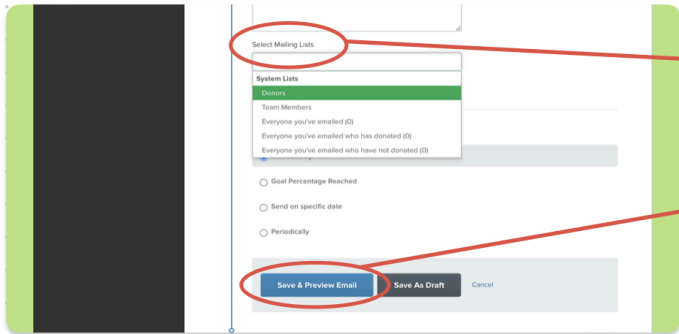 Select Mailing Lists
System Lists
Donors
Team Members
Everyone you've emailed (0)
Everyone you've emailed who has donated (0)
Everyone you've emailed who have not donated (0)
Goal Percentage Reached
Send on specific date
Periodically
Save & Preview Email Save As Draft Cancel